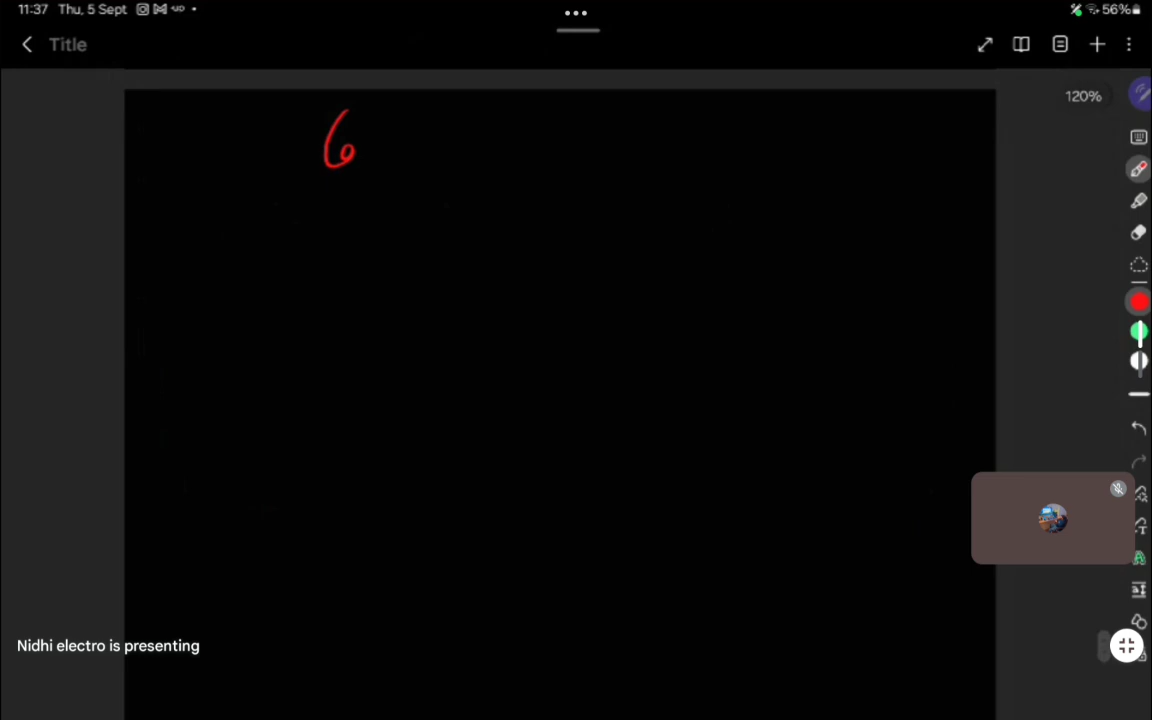 11:37 Thu, 5 Sept 56%
Title
120%
6
Nidhi electro is presenting